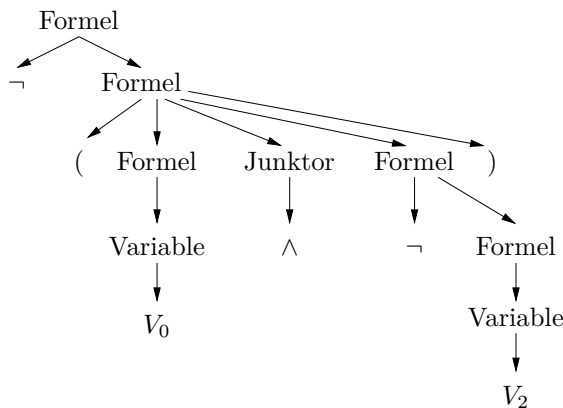 Formel
¬ Formel
( Formel Junktor Formel )
Variable ∧ ¬ Formel
V₀ Variable
V₂